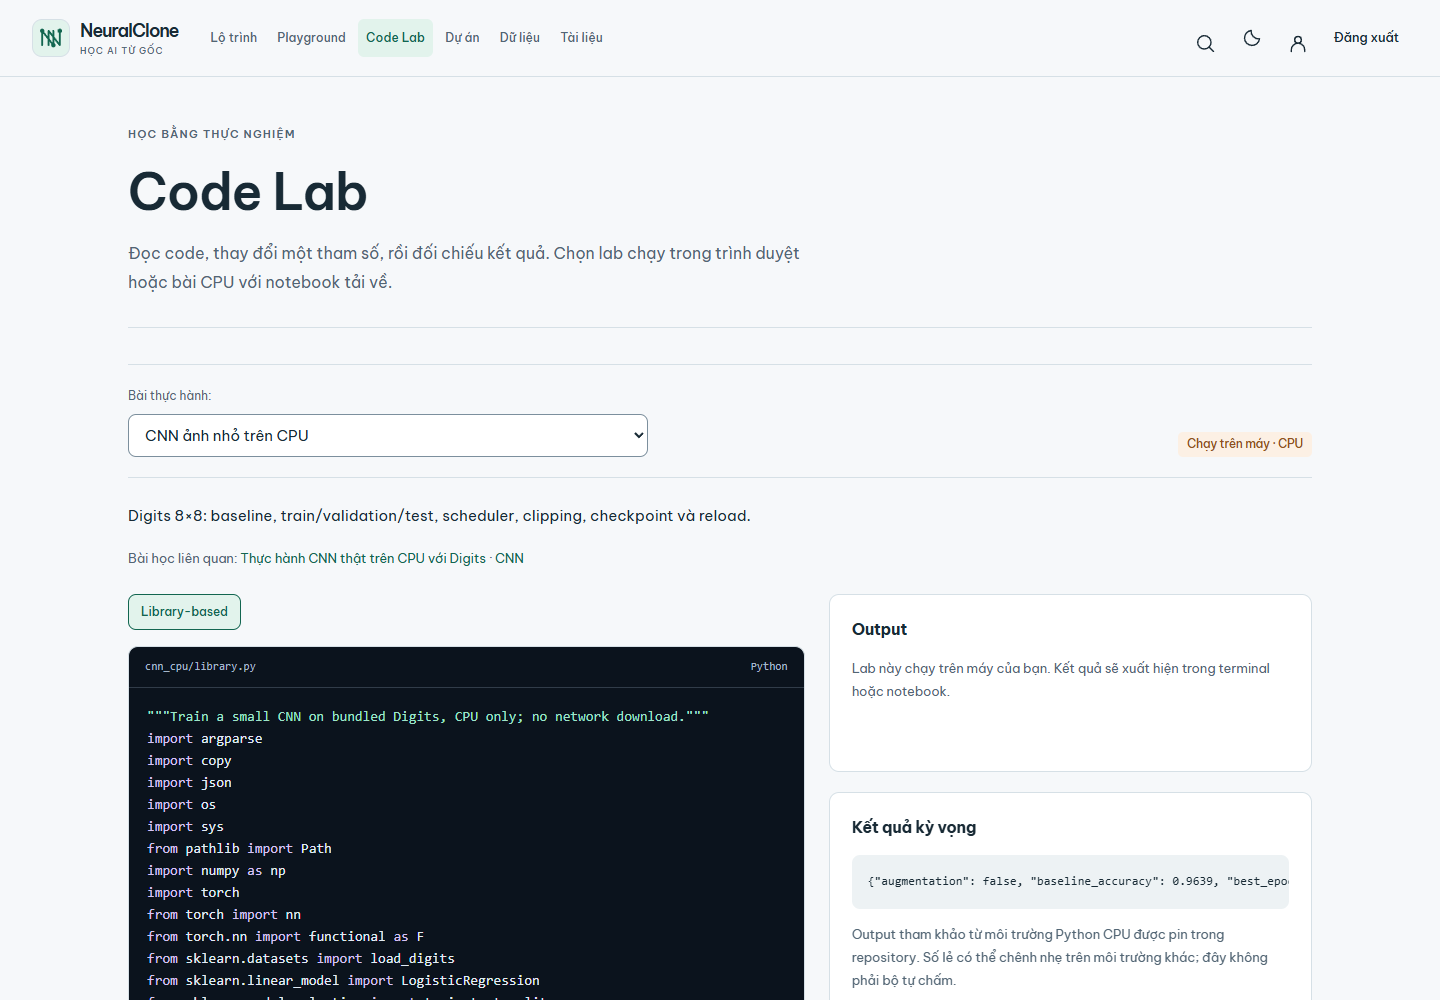 NeuralClone
HỌC AI TỪ GỐC
Lộ trình
Playground
Code Lab
Dự án
Dữ liệu
Tài liệu
Đăng xuất
HỌC BẰNG THỰC NGHIỆM
Code Lab
Đọc code, thay đổi một tham số, rồi đối chiếu kết quả. Chọn lab chạy trong trình duyệt
hoặc bài CPU với notebook tải về.
Bài thực hành:
CNN ảnh nhỏ trên CPU
Chạy trên máy · CPU
Digits 8×8: baseline, train/validation/test, scheduler, clipping, checkpoint và reload.
Bài học liên quan: Thực hành CNN thật trên CPU với Digits · CNN
Library-based
cnn_cpu/library.py
Python
"""Train a small CNN on bundled Digits, CPU only; no network download."""
import argparse
import copy
import json
import os
import sys
from pathlib import Path
import numpy as np
import torch
from torch import nn
from torch.nn import functional as F
from sklearn.datasets import load_digits
from sklearn.linear_model import LogisticRegression
Output
Lab này chạy trên máy của bạn. Kết quả sẽ xuất hiện trong terminal
hoặc notebook.
Kết quả kỳ vọng
{"augmentation": false, "baseline_accuracy": 0.9639, "best_epo
Output tham khảo từ môi trường Python CPU được pin trong
repository. Số lẻ có thể chênh nhẹ trên môi trường khác; đây không
phải bộ tự chấm.